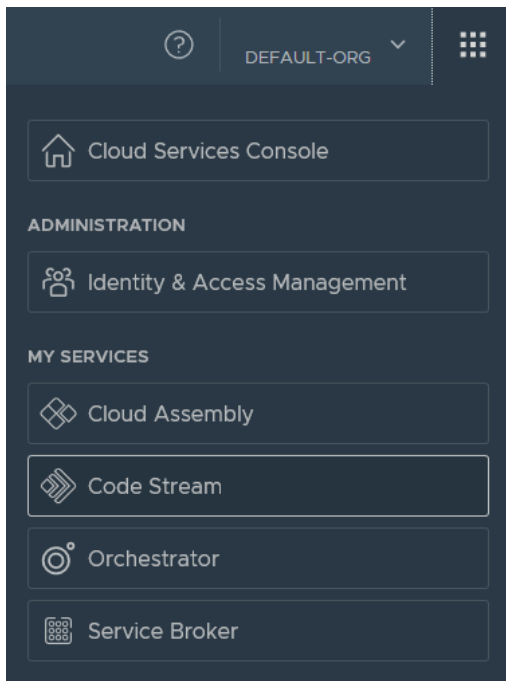 ?
DEFAULT-ORG
Cloud Services Console
ADMINISTRATION
Identity & Access Management
MY SERVICES
Cloud Assembly
Code Stream
Orchestrator
Service Broker